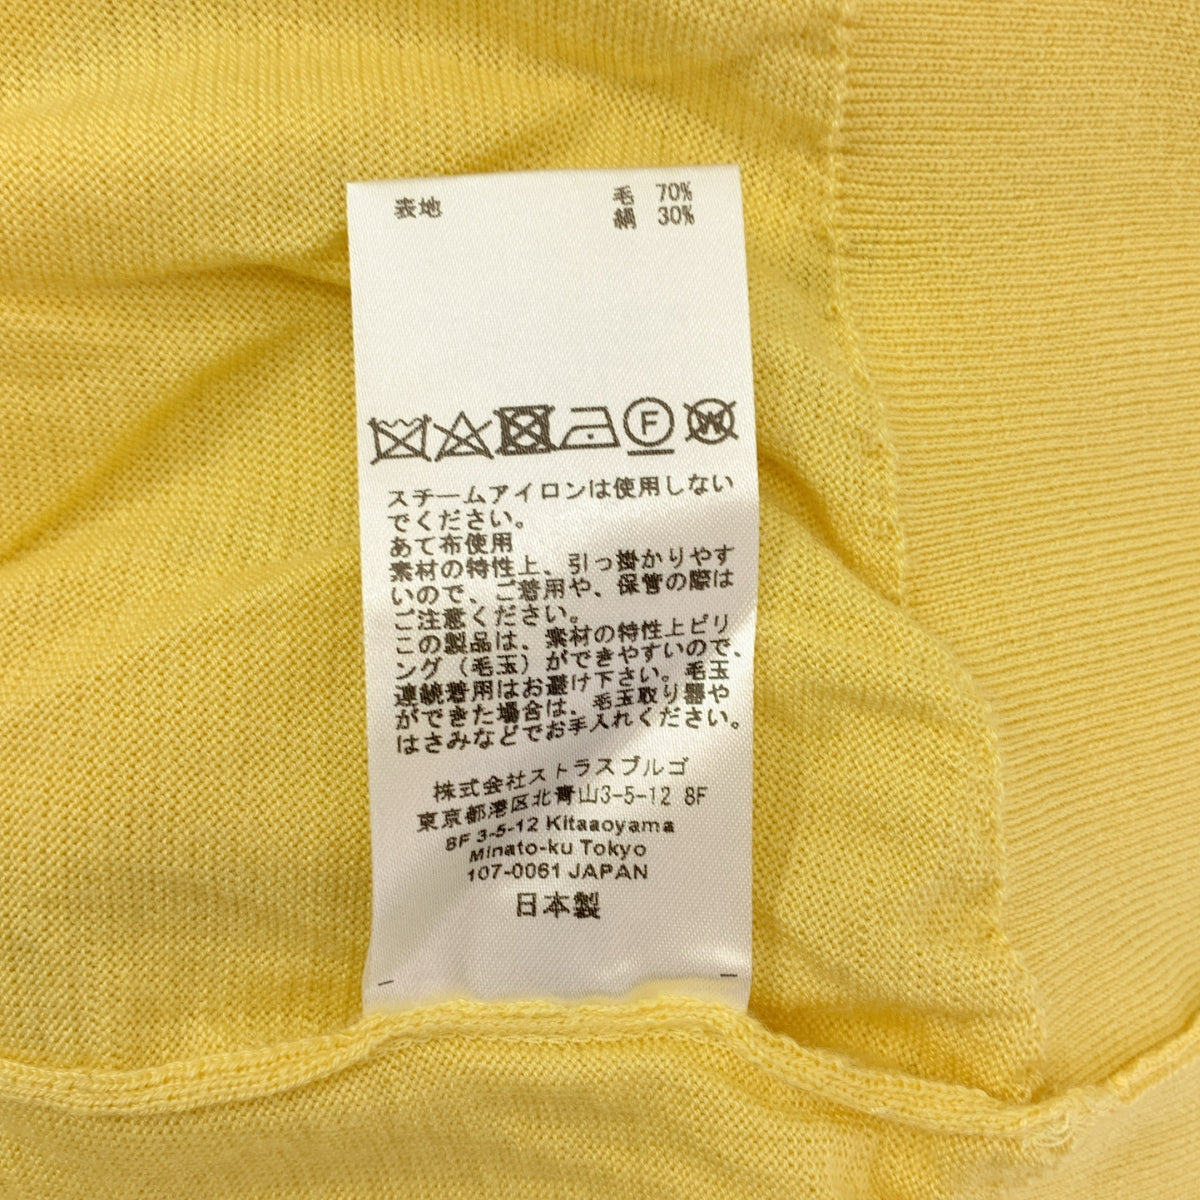 表地 毛 70%
絹 30%
F
W
スチームアイロンは使用しない
でください。
あて布使用
素材の特性上、引っ掛かりやす
いので、ご着用や、保管の際は
ご注意ください。
この製品は、素材の特性上ピリ
ング（毛玉）ができやすいので、
連続着用はお避け下さい。毛玉
ができた場合は、毛玉取り器や
はさみなどでお手入れください。
株式会社ストラスブルゴ
東京都港区北青山3-5-12 8F
8F 3-5-12 Kitaaoyama
Minato-ku Tokyo
107-0061 JAPAN
日本製